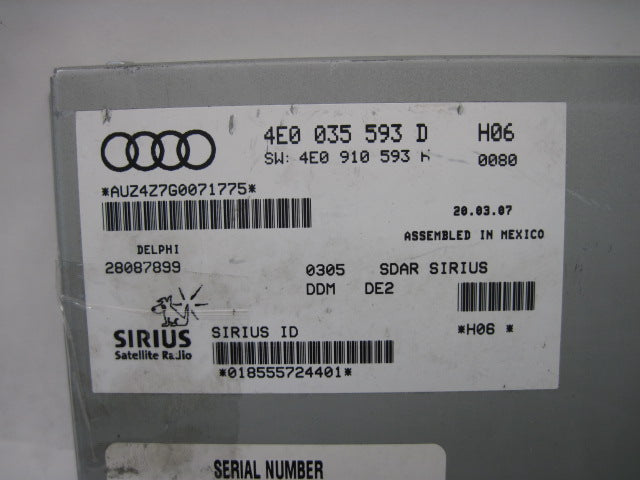 4E0 035 593 D H06
SW: 4E0 910 593 0080
*AUZ4Z7G0071775*
20.03.07
ASSEMBLED IN MEXICO
DELPHI
28087899
0305 SDAR SIRIUS
DDM DE2
SIRIUS
Satellite Radio
SIRIUS ID
*H06 *
*018555724401*
SERIAL NUMBER